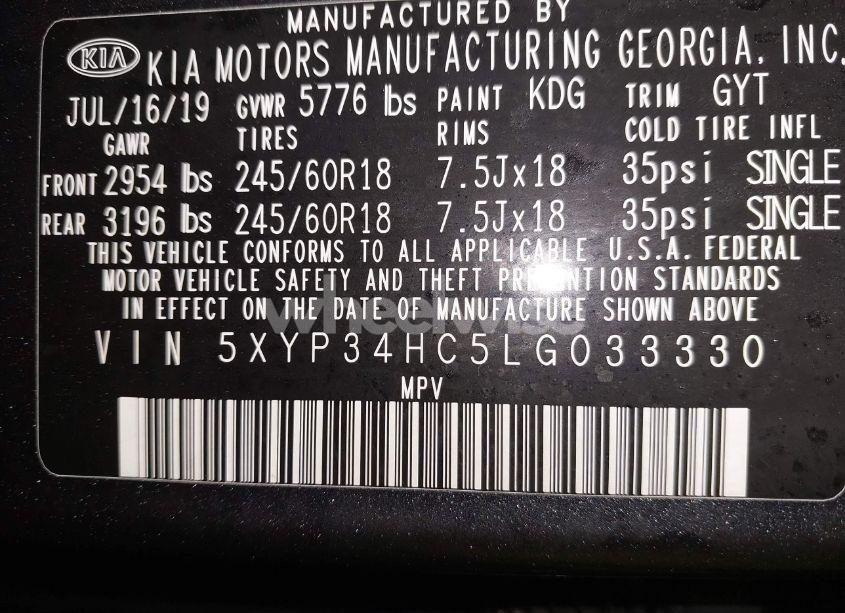 MANUFACTURED BY
KIA KIA MOTORS MANUFACTURING GEORGIA, INC.
JUL/16/19 GVWR 5776 lbs PAINT KDG TRIM GYT
GAWR TIRES RIMS COLD TIRE INFL
FRONT 2954 lbs 245/60R18 7.5Jx18 35psi SINGLE
REAR 3196 lbs 245/60R18 7.5Jx18 35psi SINGLE
THIS VEHICLE CONFORMS TO ALL APPLICABLE U.S.A. FEDERAL
MOTOR VEHICLE SAFETY AND THEFT PREVENTION STANDARDS
IN EFFECT ON THE DATE OF MANUFACTURE SHOWN ABOVE
wheelwise
VIN 5XYP34HC5LG033330
MPV